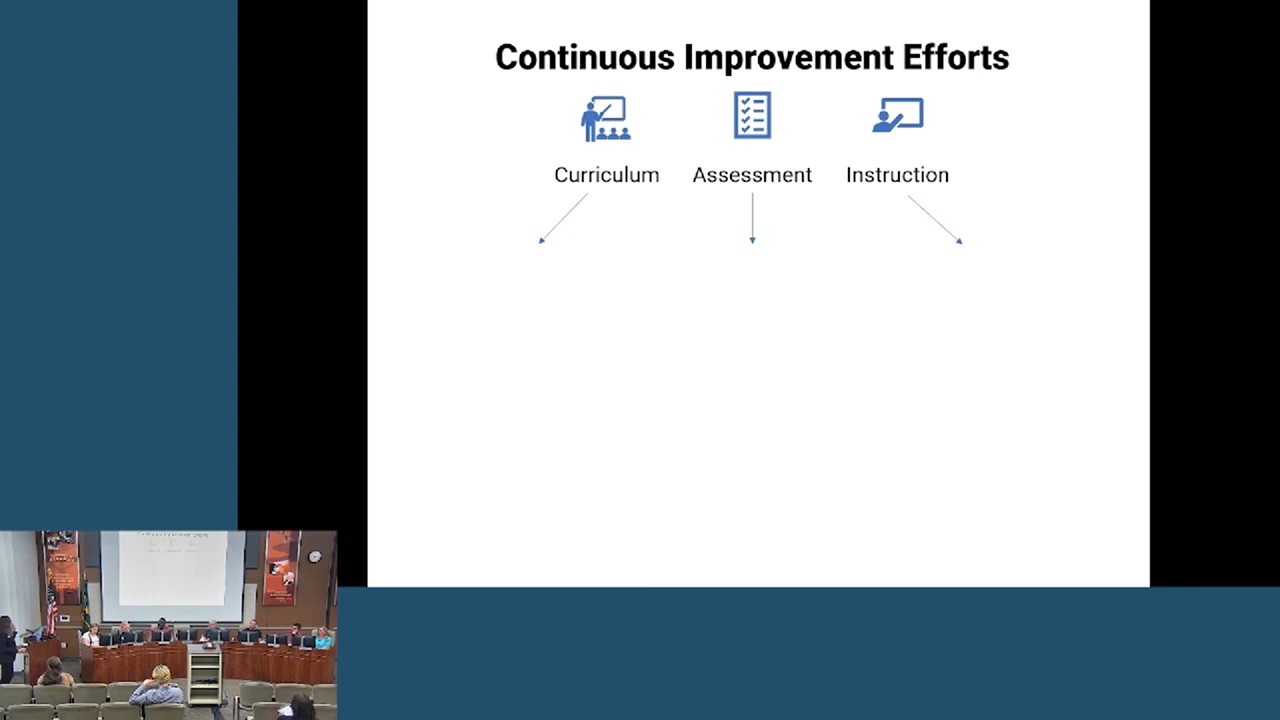 Continuous Improvement Efforts
Curriculum
Assessment
Instruction